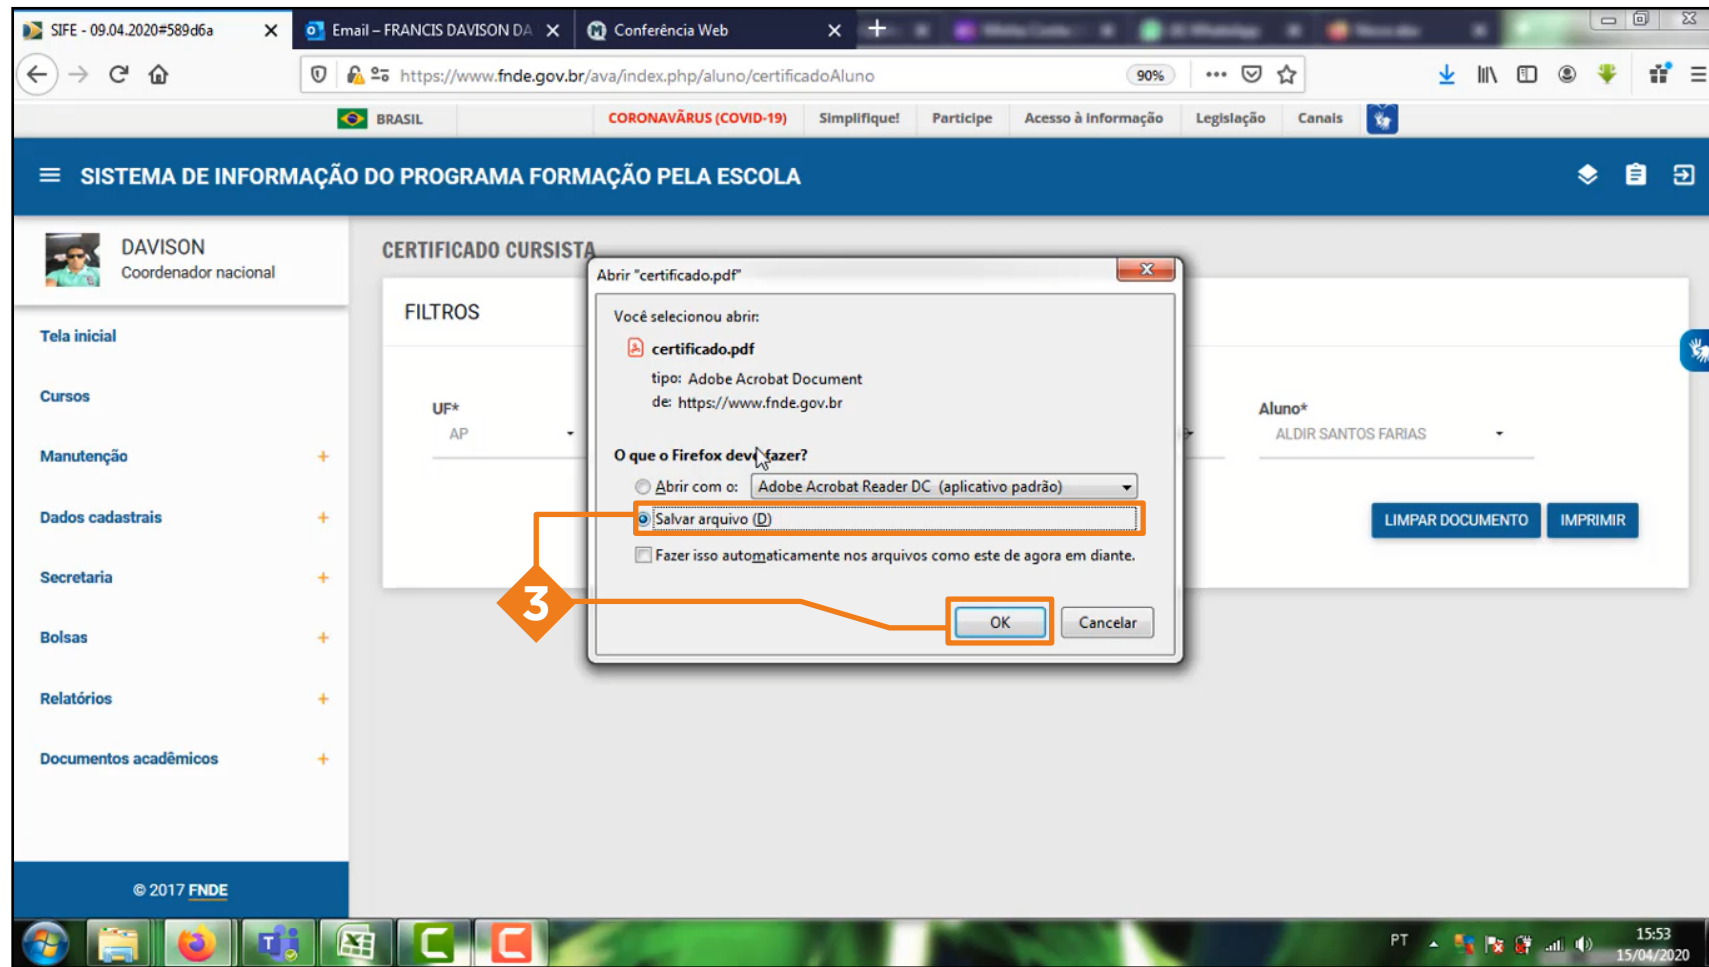 SIFE - 09.04.2020#589d6a
Email – FRANCIS DAVISON DA
Conferência Web
https://www.fnde.gov.br/ava/index.php/aluno/certificadoAluno
90%
BRASIL
CORONAVÃRUS (COVID-19)
Simplifique!
Participe
Acesso à informação
Legislação
Canais
SISTEMA DE INFORMAÇÃO DO PROGRAMA FORMAÇÃO PELA ESCOLA
DAVISON
Coordenador nacional
Tela inicial
Cursos
Manutenção +
Dados cadastrais +
Secretaria +
Bolsas +
Relatórios +
Documentos acadêmicos +
© 2017 FNDE
CERTIFICADO CURSISTA
FILTROS
UF*
AP
Aluno*
ALDIR SANTOS FARIAS
LIMPAR DOCUMENTO
IMPRIMIR
Abrir "certificado.pdf"
Você selecionou abrir:
certificado.pdf
tipo: Adobe Acrobat Document
de: https://www.fnde.gov.br
O que o Firefox deve fazer?
Abrir com o: Adobe Acrobat Reader DC (aplicativo padrão)
Salvar arquivo (D)
Fazer isso automaticamente nos arquivos como este de agora em diante.
OK
Cancelar
3
PT
15:53
15/04/2020